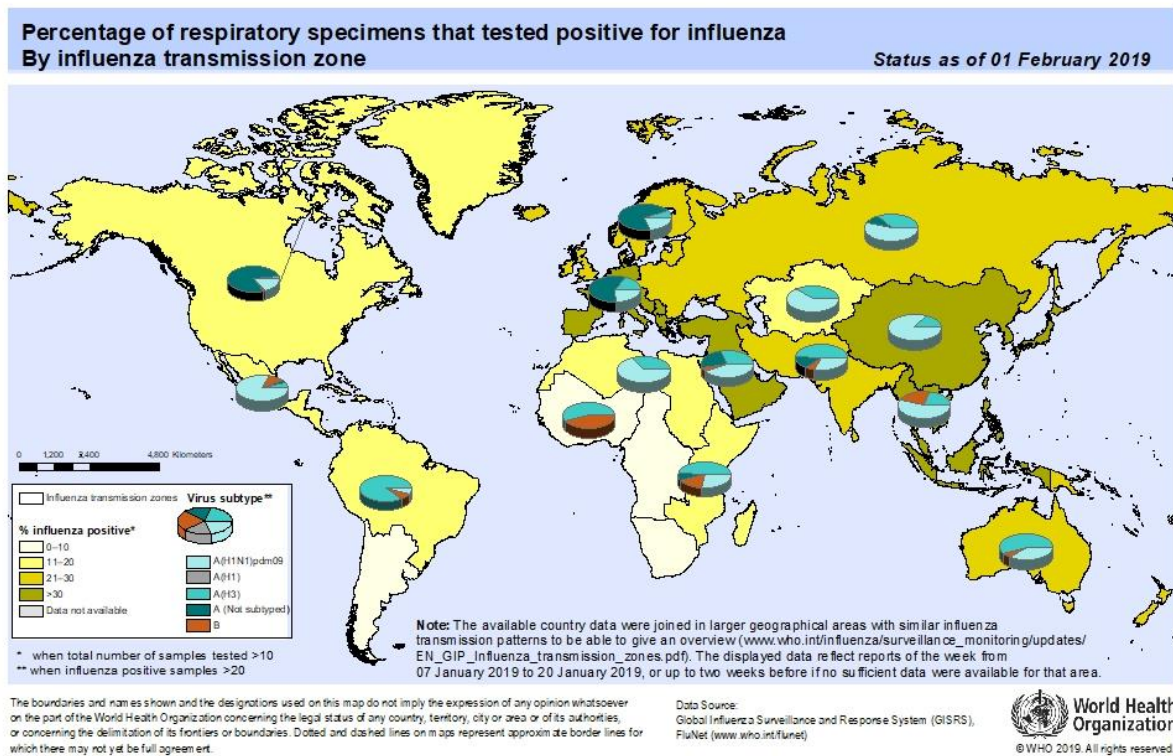 Percentage of respiratory specimens that tested positive for influenza
By influenza transmission zone
Status as of 01 February 2019
0 1,200 2,400 4,800 Kilometers
Influenza transmission zones
% influenza positive*
0–10
11–20
21–30
>30
Data not available
Virus subtype**
A(H1N1)pdm09
A(H1)
A(H3)
A (Not subtyped)
B
* when total number of samples tested >10
** when influenza positive samples >20
Note: The available country data were joined in larger geographical areas with similar influenza
transmission patterns to be able to give an overview (www.who.int/influenza/surveillance_monitoring/updates/
EN_GIP_Influenza_transmission_zones.pdf). The displayed data reflect reports of the week from
07 January 2019 to 20 January 2019, or up to two weeks before if no sufficient data were available for that area.
The boundaries and names shown and the designations used on this map do not imply the expression of any opinion whatsoever
on the part of the World Health Organization concerning the legal status of any country, territory, city or area or of its authorities,
or concerning the delimitation of its frontiers or boundaries. Dotted and dashed lines on maps represent approximate border lines for
which there may not yet be full agreement.
Data Source:
Global Influenza Surveillance and Response System (GISRS),
FluNet (www.who.int/flunet)
World Health
Organization
© WHO 2019. All rights reserved.